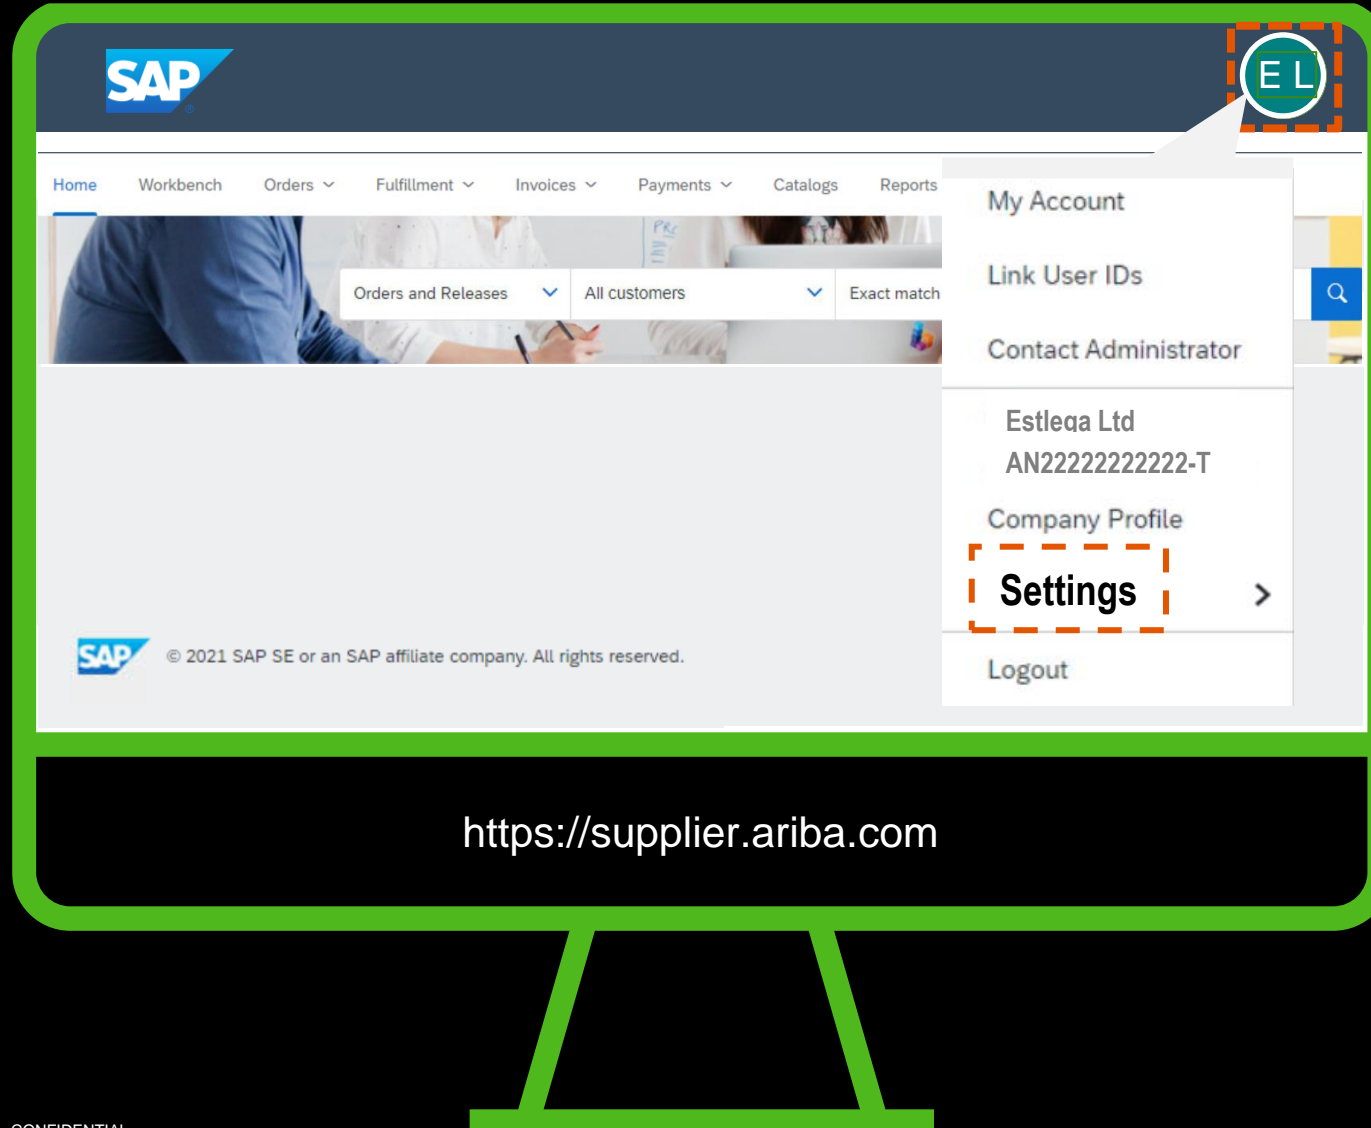 SAP
E L
Home Workbench Orders Fulfillment Invoices Payments Catalogs Reports
My Account
Link User IDs
Orders and Releases All customers Exact match
Contact Administrator
Estlega Ltd
AN22222222222-T
Company Profile
Settings
SAP © 2021 SAP SE or an SAP affiliate company. All rights reserved.
Logout
https://supplier.ariba.com
CONFIDENTIAL